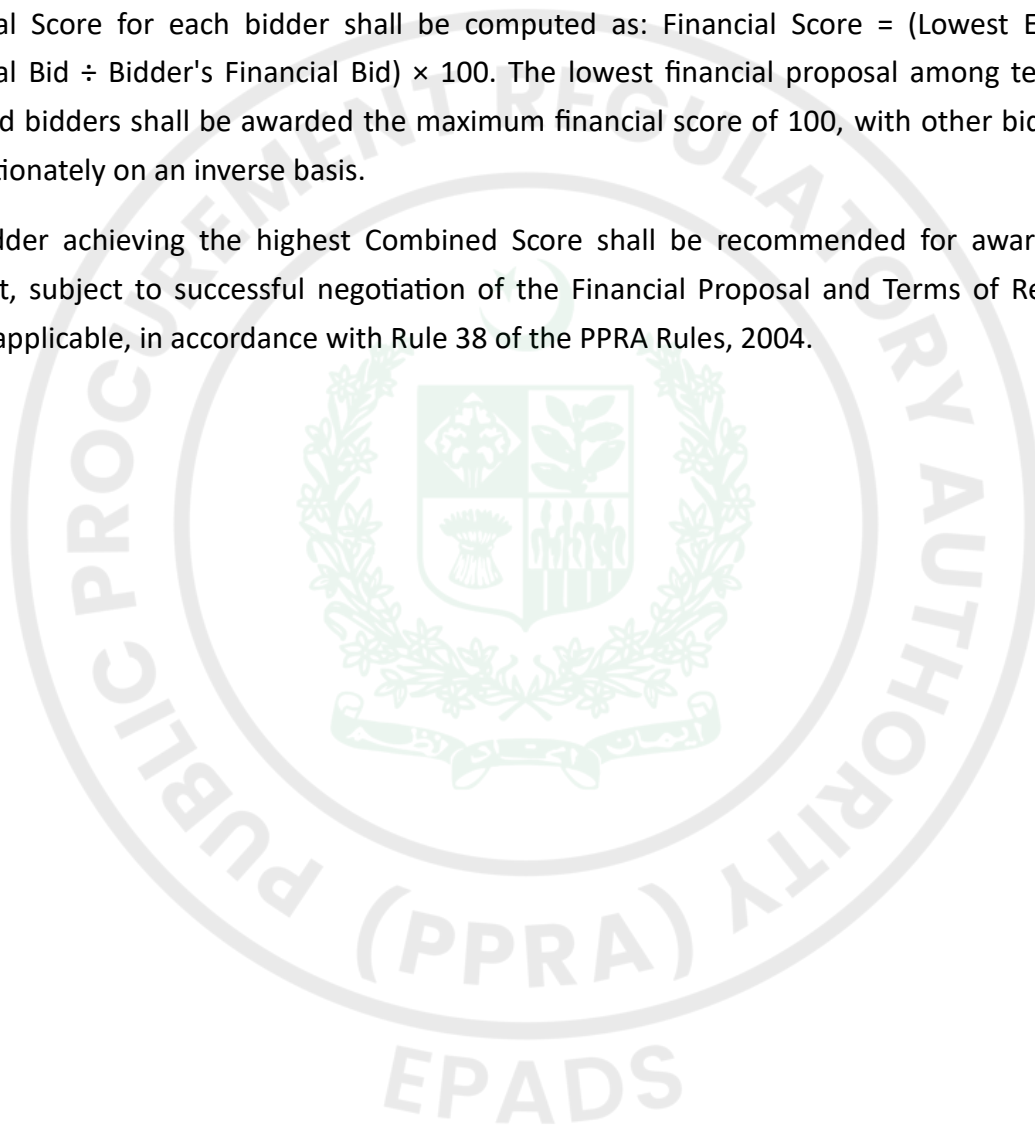 al Score for each bidder shall be computed as: Financial Score = (Lowest E
al Bid ÷ Bidder's Financial Bid) × 100. The lowest financial proposal among te
d bidders shall be awarded the maximum financial score of 100, with other bid
tionately on an inverse basis.
dder achieving the highest Combined Score shall be recommended for awar
t, subject to successful negotiation of the Financial Proposal and Terms of Re
applicable, in accordance with Rule 38 of the PPRA Rules, 2004.
PUBLIC PROCUREMENT REGULATORY AUTHORITY
(PPRA)
EPADS